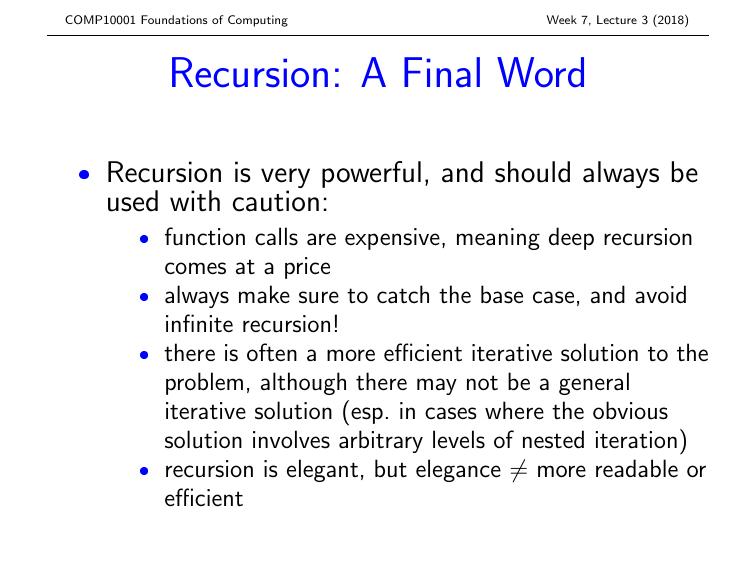 COMP10001 Foundations of Computing
Week 7, Lecture 3 (2018)
Recursion: A Final Word
• Recursion is very powerful, and should always be
used with caution:
• function calls are expensive, meaning deep recursion
comes at a price
• always make sure to catch the base case, and avoid
infinite recursion!
• there is often a more efficient iterative solution to the
problem, although there may not be a general
iterative solution (esp. in cases where the obvious
solution involves arbitrary levels of nested iteration)
• recursion is elegant, but elegance ≠ more readable or
efficient